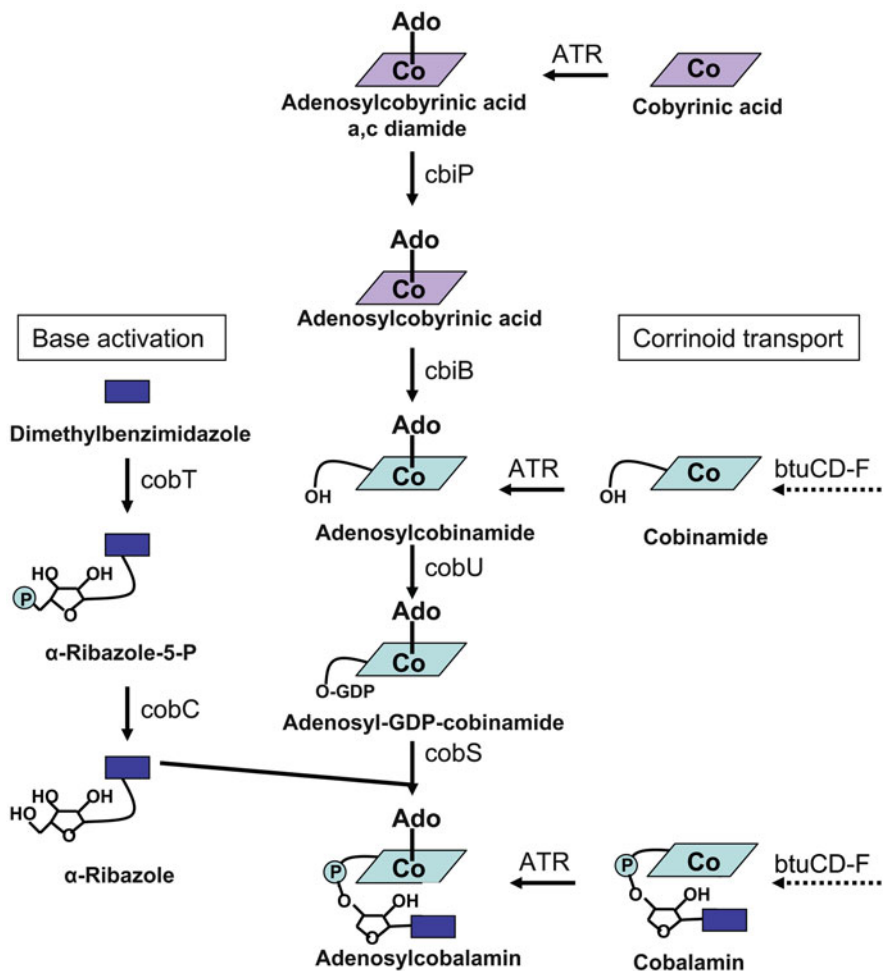 Ado
Co
ATR
Co
Adenosylcobyrinic acid
a,c diamide
Cobyrinic acid
cbiP
Ado
Co
Adenosylcobyrinic acid
Base activation
Corrinoid transport
cbiB
Dimethylbenzimidazole
Ado
Co
OH
ATR
Co
OH
btuCD-F
cobT
Adenosylcobinamide
Cobinamide
cobU
HO
OH
P
O
α-Ribazole-5-P
Ado
Co
O-GDP
cobC
Adenosyl-GDP-cobinamide
cobS
HO
OH
HO
O
α-Ribazole
Ado
Co
P
O
OH
O
Adenosylcobalamin
ATR
Co
P
O
OH
O
Cobalamin
btuCD-F